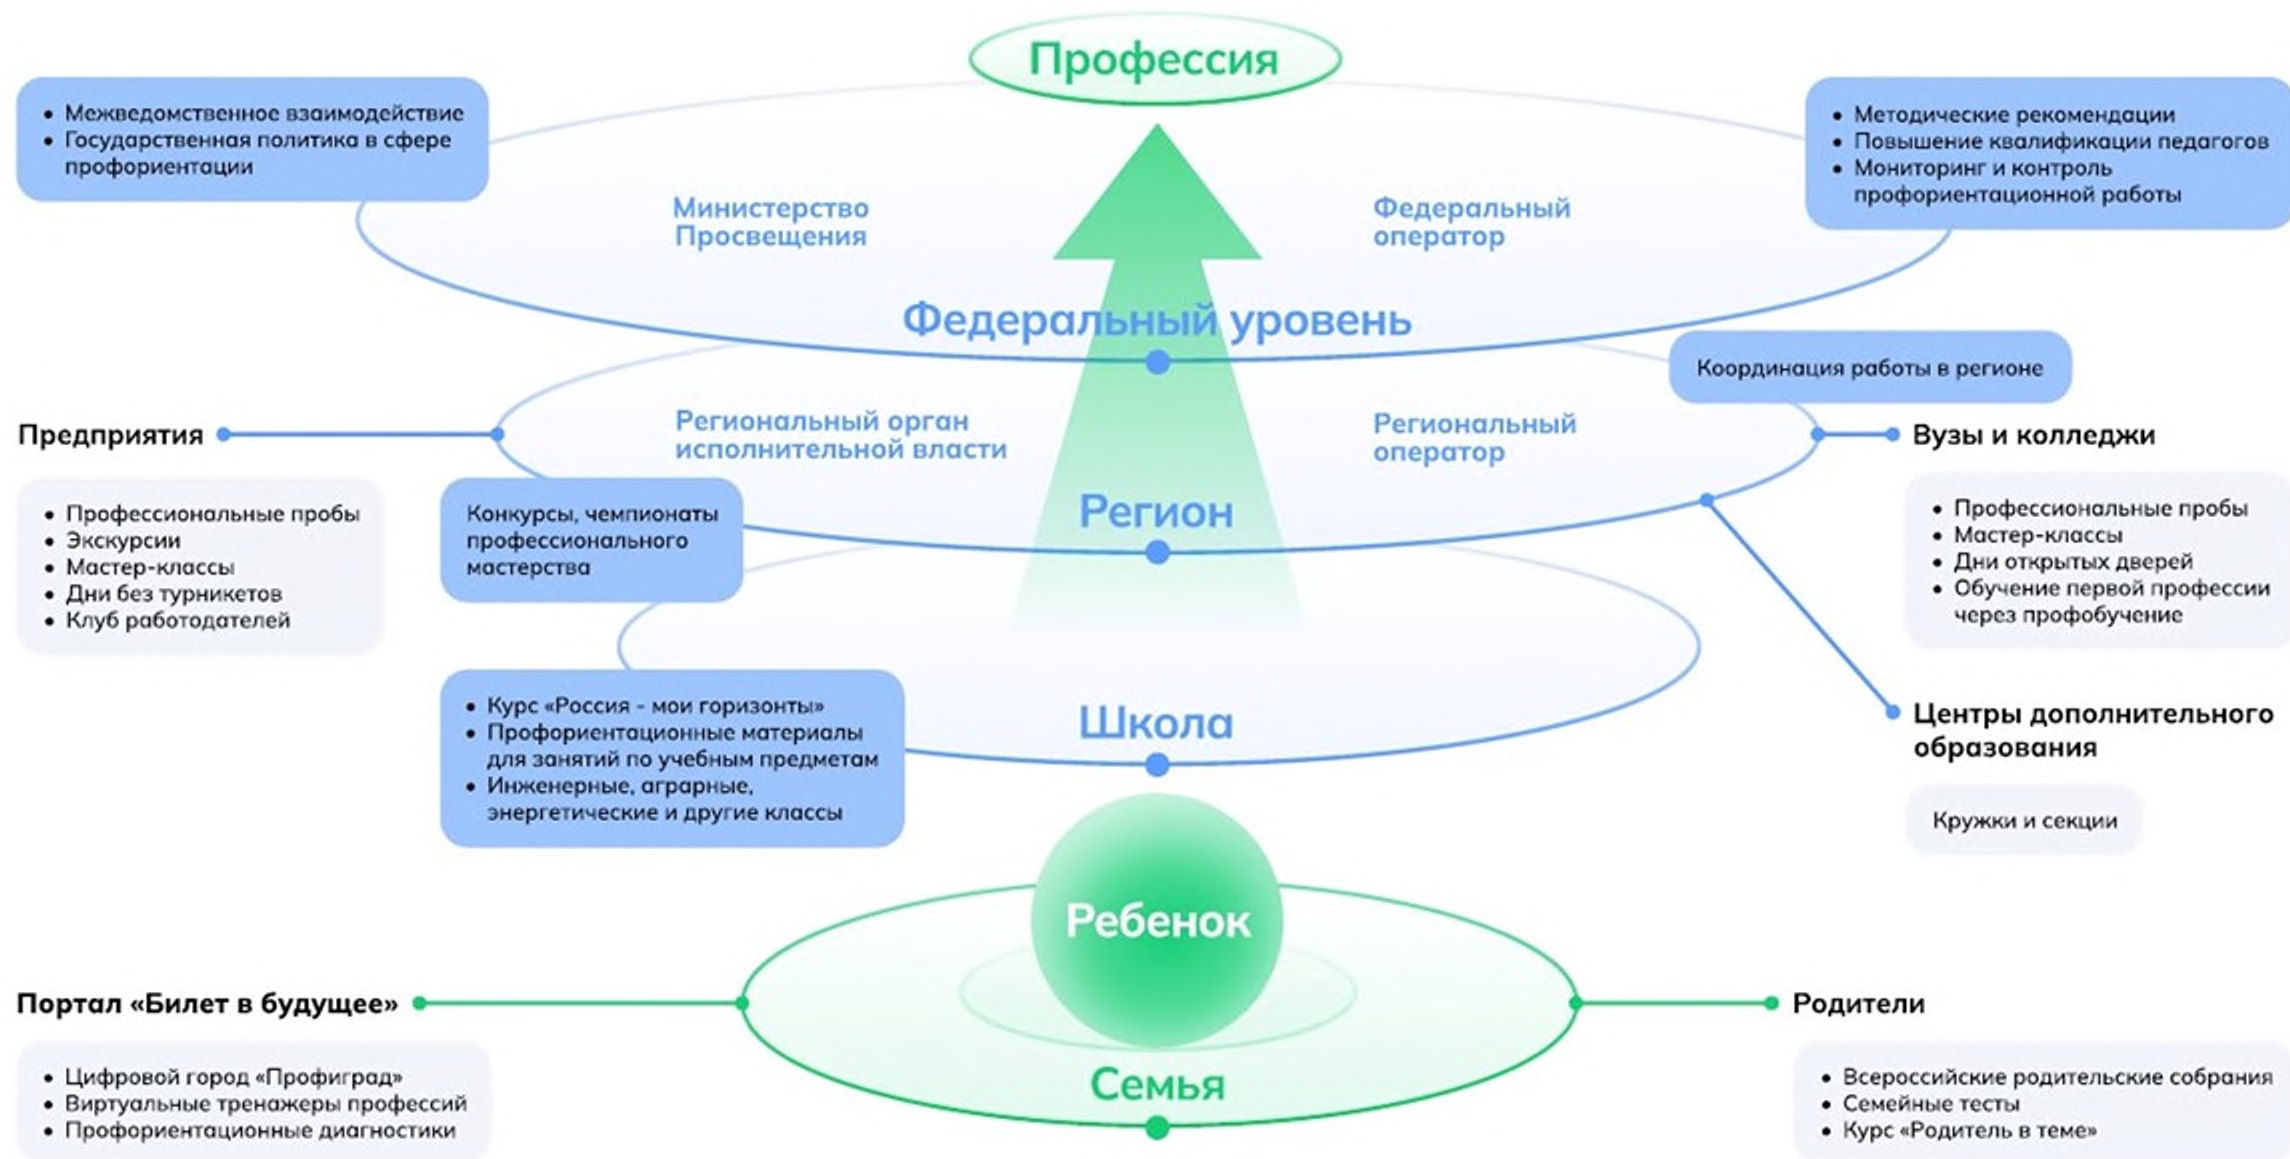 Профессия
• Межведомственное взаимодействие
• Государственная политика в сфере
профориентации
• Методические рекомендации
• Повышение квалификации педагогов
• Мониторинг и контроль
профориентационной работы
Министерство
Просвещения
Федеральный
оператор
Федеральный уровень
Координация работы в регионе
Предприятия
Региональный орган
исполнительной власти
Региональный
оператор
Вузы и колледжи
• Профессиональные пробы
• Экскурсии
• Мастер-классы
• Дни без турникетов
• Клуб работодателей
Конкурсы, чемпионаты
профессионального
мастерства
Регион
• Профессиональные пробы
• Мастер-классы
• Дни открытых дверей
• Обучение первой профессии
через профобучение
• Курс «Россия - мои горизонты»
• Профориентационные материалы
для занятий по учебным предметам
• Инженерные, аграрные,
энергетические и другие классы
Школа
Центры дополнительного
образования
Кружки и секции
Ребенок
Портал «Билет в будущее»
Родители
• Цифровой город «Профиград»
• Виртуальные тренажеры профессий
• Профориентационные диагностики
Семья
• Всероссийские родительские собрания
• Семейные тесты
• Курс «Родитель в теме»